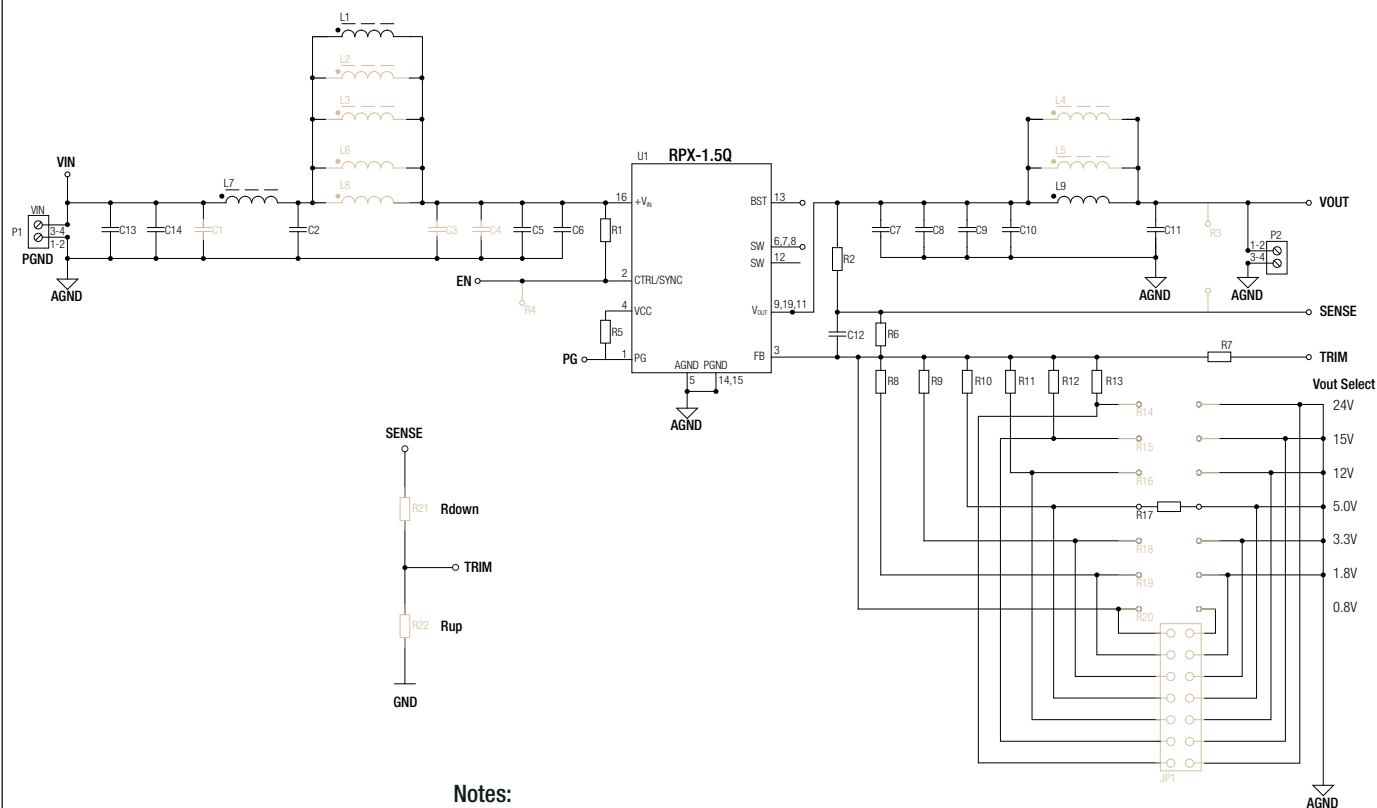 L1
L2
L3
L6
L8
L4
L5
L9
VIN
L7
U1
RPX-1.5Q
P1
VIN
3-4
1-2
PGND
AGND
C13
C14
C1
C2
C3
C4
C5
C6
R1
16
+VIN
BST
13
6,7,8
SW
12
SW
EN
2
CTRL/SYNC
R4
4
VCC
R5
PG
1
PG
VOUT
9,19,11
FB
3
AGND PGND
5
14,15
AGND
R2
C7
C8
C9
C10
C11
AGND
R3
VOUT
P2
1-2
3-4
AGND
SENSE
C12
R6
R7
TRIM
R8
R9
R10
R11
R12
R13
Vout Select
R14
24V
R15
15V
R16
12V
R17
5.0V
R18
3.3V
R19
1.8V
R20
0.8V
JP1
AGND
SENSE
R21
Rdown
TRIM
R22
Rup
GND
Notes: